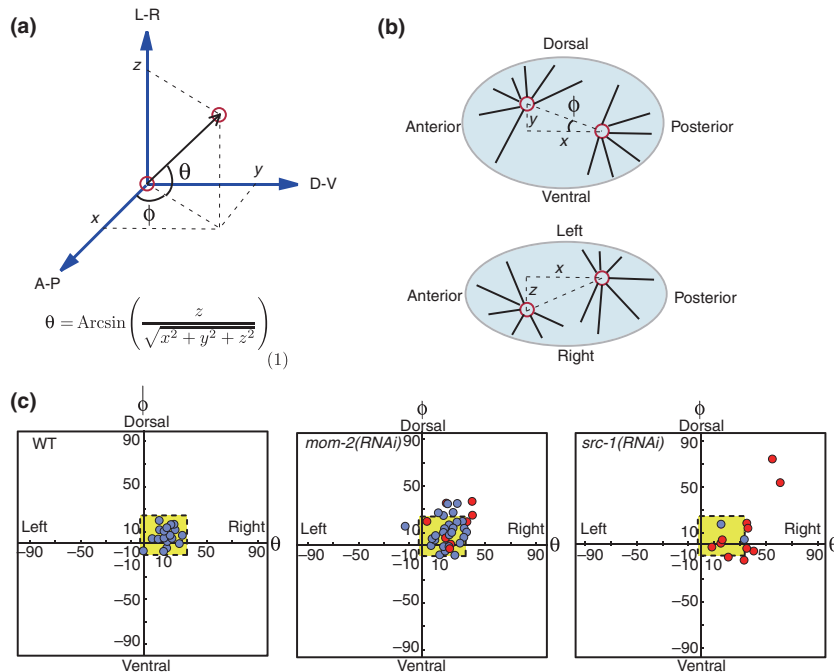 (a)
L-R
z
θ
y
D-V
x
ϕ
A-P
θ = Arcsin ( z / √x² + y² + z² )
(1)
(b)
Dorsal
Anterior
ϕ
y
x
Posterior
Ventral
Left
Anterior
x
z
Posterior
Right
(c)
ϕ
Dorsal
WT
90
50
10
Left
Right
θ
–90
–50
–10
10
50
90
–10
–50
–90
Ventral
ϕ
Dorsal
mom-2(RNAi)
90
50
10
Left
Right
θ
–90
–50
–10
10
50
90
–10
–50
–90
Ventral
ϕ
Dorsal
src-1(RNAi)
90
50
10
Left
Right
θ
–90
–50
–10
10
50
90
–10
–50
–90
Ventral